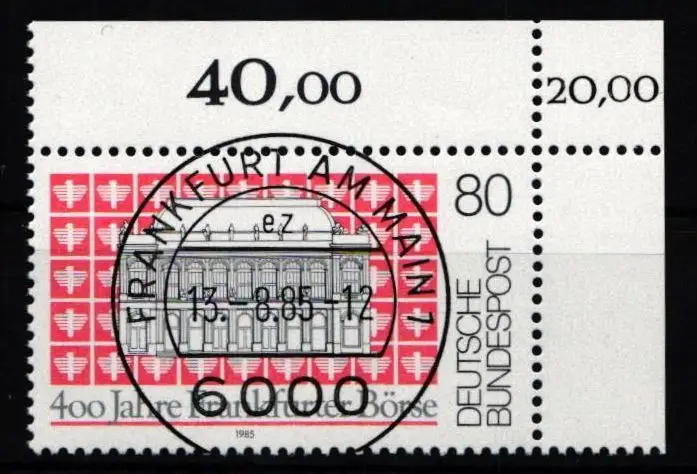 40,00
20,00
80
DEUTSCHE
BUNDESPOST
FRANKFURT AM MAIN 1
ez
13.-8.85-12
6000
400 Jahre Frankfurter Börse
1985